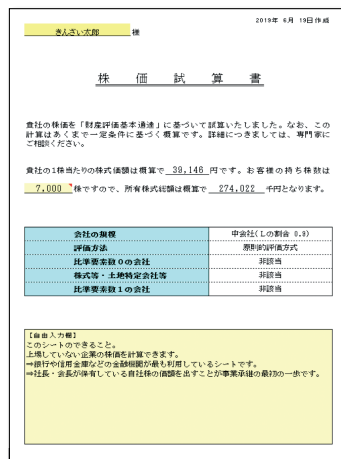 2019年 6月 19日作成
きんざい太郎 様
株 価 試 算 書
貴社の株価を「財産評価基本通達」に基づいて試算いたしました。なお、この
計算はあくまで一定条件に基づく概算です。詳細につきましては、専門家に
ご相談ください。
貴社の1株当たりの株式価額は概算で 39,146 円です。お客様の持ち株数は
7,000 株ですので、所有株式総額は概算で 274,022 千円となります。
会社の規模 中会社(Lの割合 0.9)
評価方法 原則的評価方式
比準要素数0の会社 非該当
株式等・土地特定会社等 非該当
比準要素数1の会社 非該当
【自由入力欄】
このシートのできること。
上場していない企業の株価を計算できます。
⇒銀行や信用金庫などの金融機関が最も利用しているシートです。
⇒社長・会長が保有している自社株の価額を出すことが事業承継の最初の一歩です。